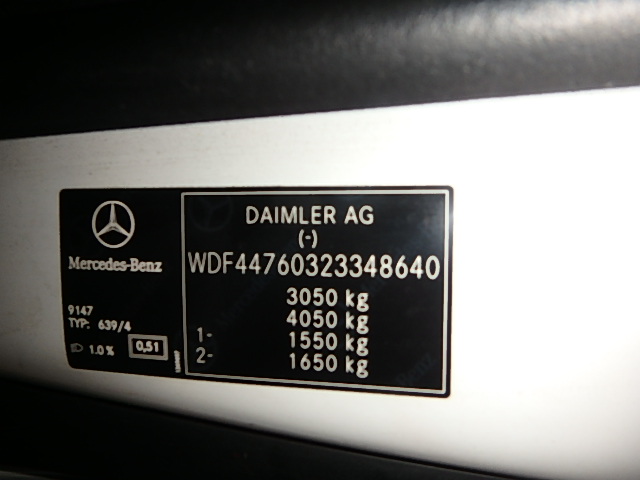 Mercedes-Benz
9147
TYP: 639/4
1.0 %
0,51
DAIMLER AG
(-)
WDF44760323348640
3050 kg
4050 kg
1- 1550 kg
2- 1650 kg